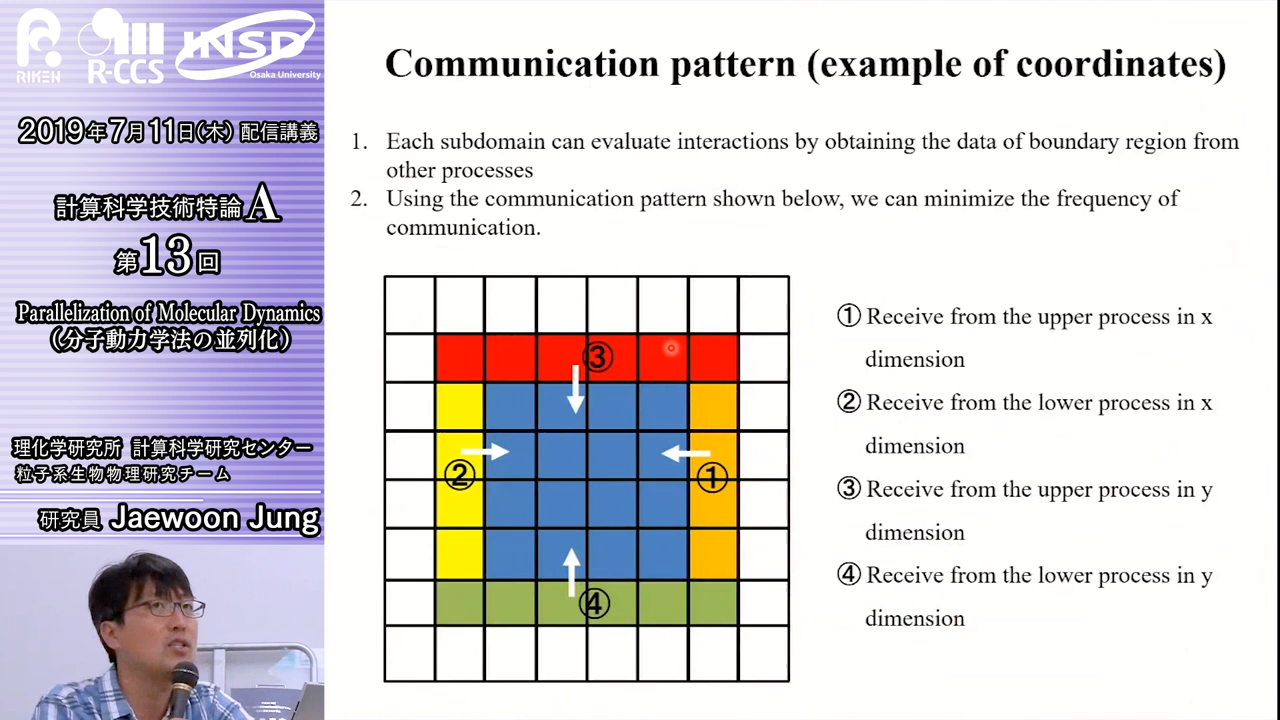 RIKEN
R-CCS
INSD
Osaka University
2019年7月11日(木) 配信講義
計算科学技術特論A
第13回
Parallelization of Molecular Dynamics
(分子動力学法の並列化)
理化学研究所 計算科学研究センター
粒子系生物物理研究チーム
研究員 Jaewoon Jung
Communication pattern (example of coordinates)
1. Each subdomain can evaluate interactions by obtaining the data of boundary region from
other processes
2. Using the communication pattern shown below, we can minimize the frequency of
communication.
③
②
①
④
① Receive from the upper process in x
dimension
② Receive from the lower process in x
dimension
③ Receive from the upper process in y
dimension
④ Receive from the lower process in y
dimension